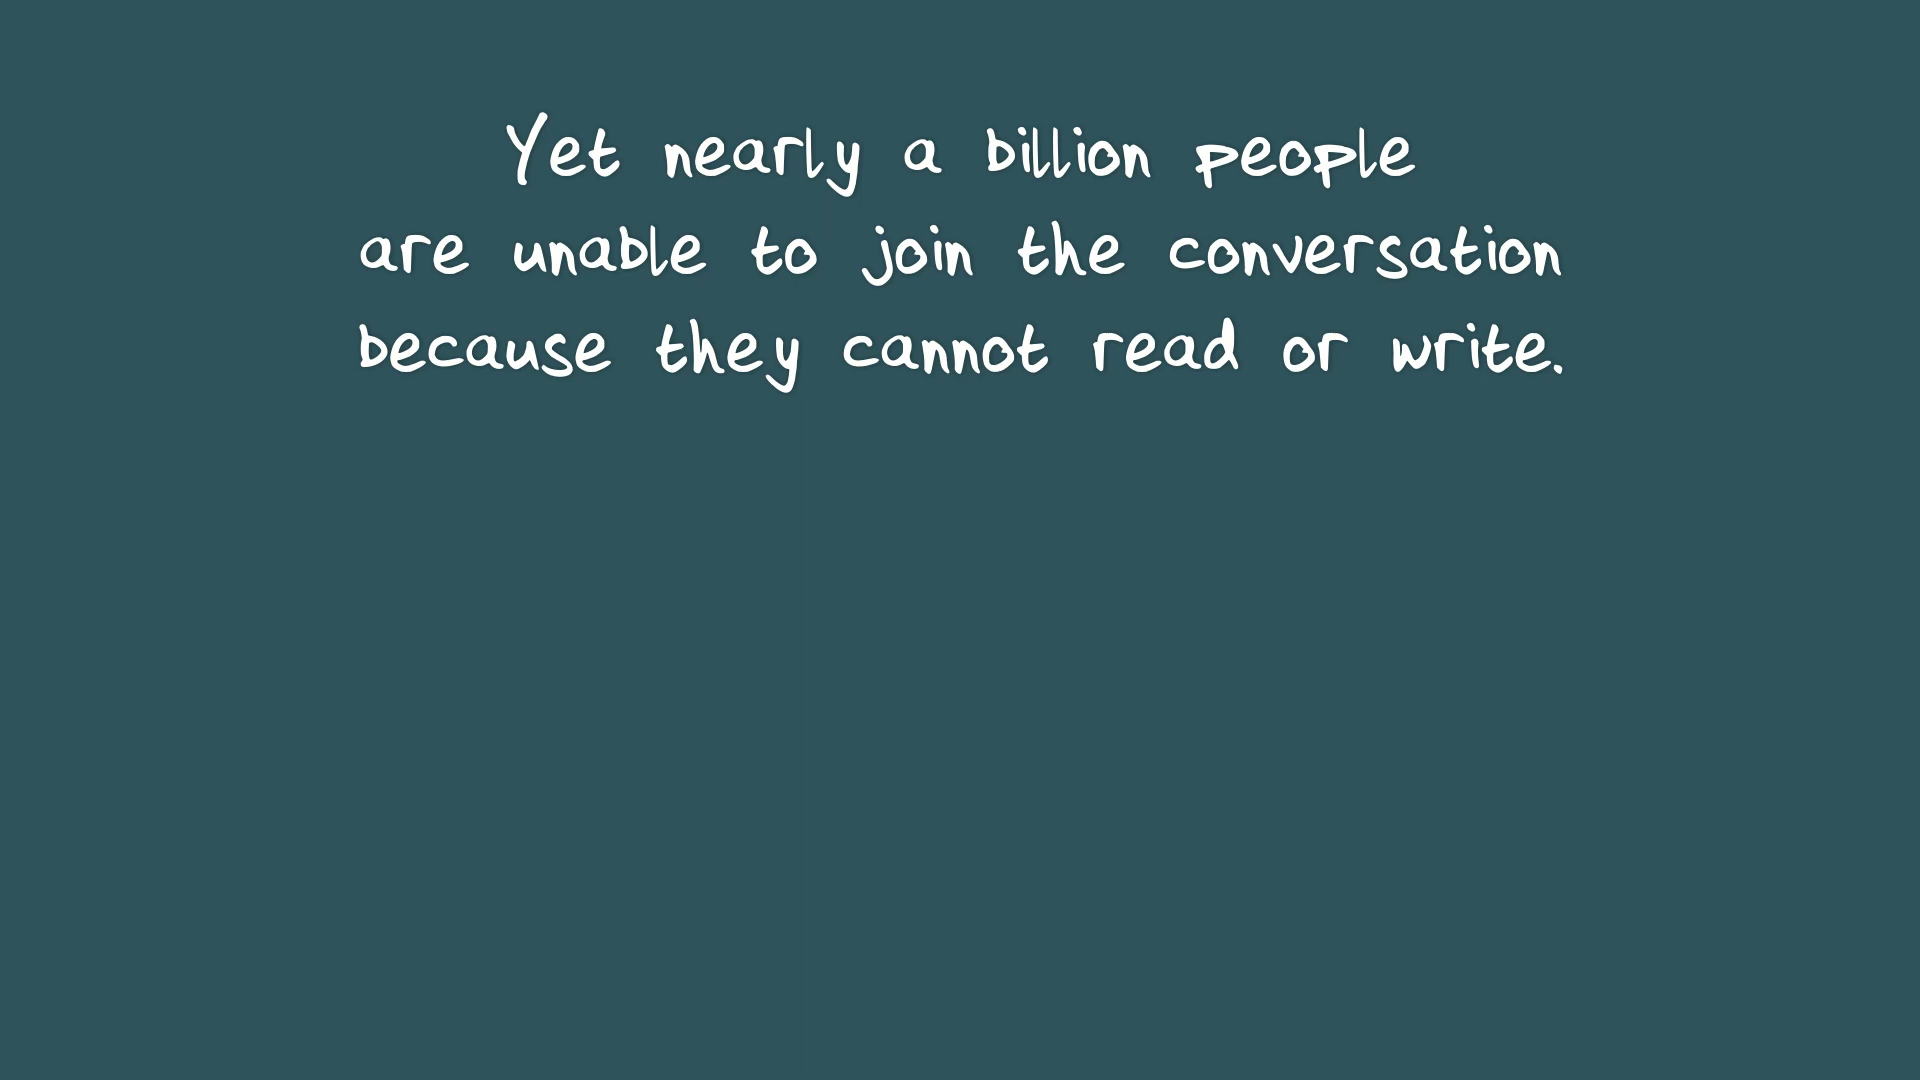 Yet nearly a billion people
are unable to join the conversation
because they cannot read or write.